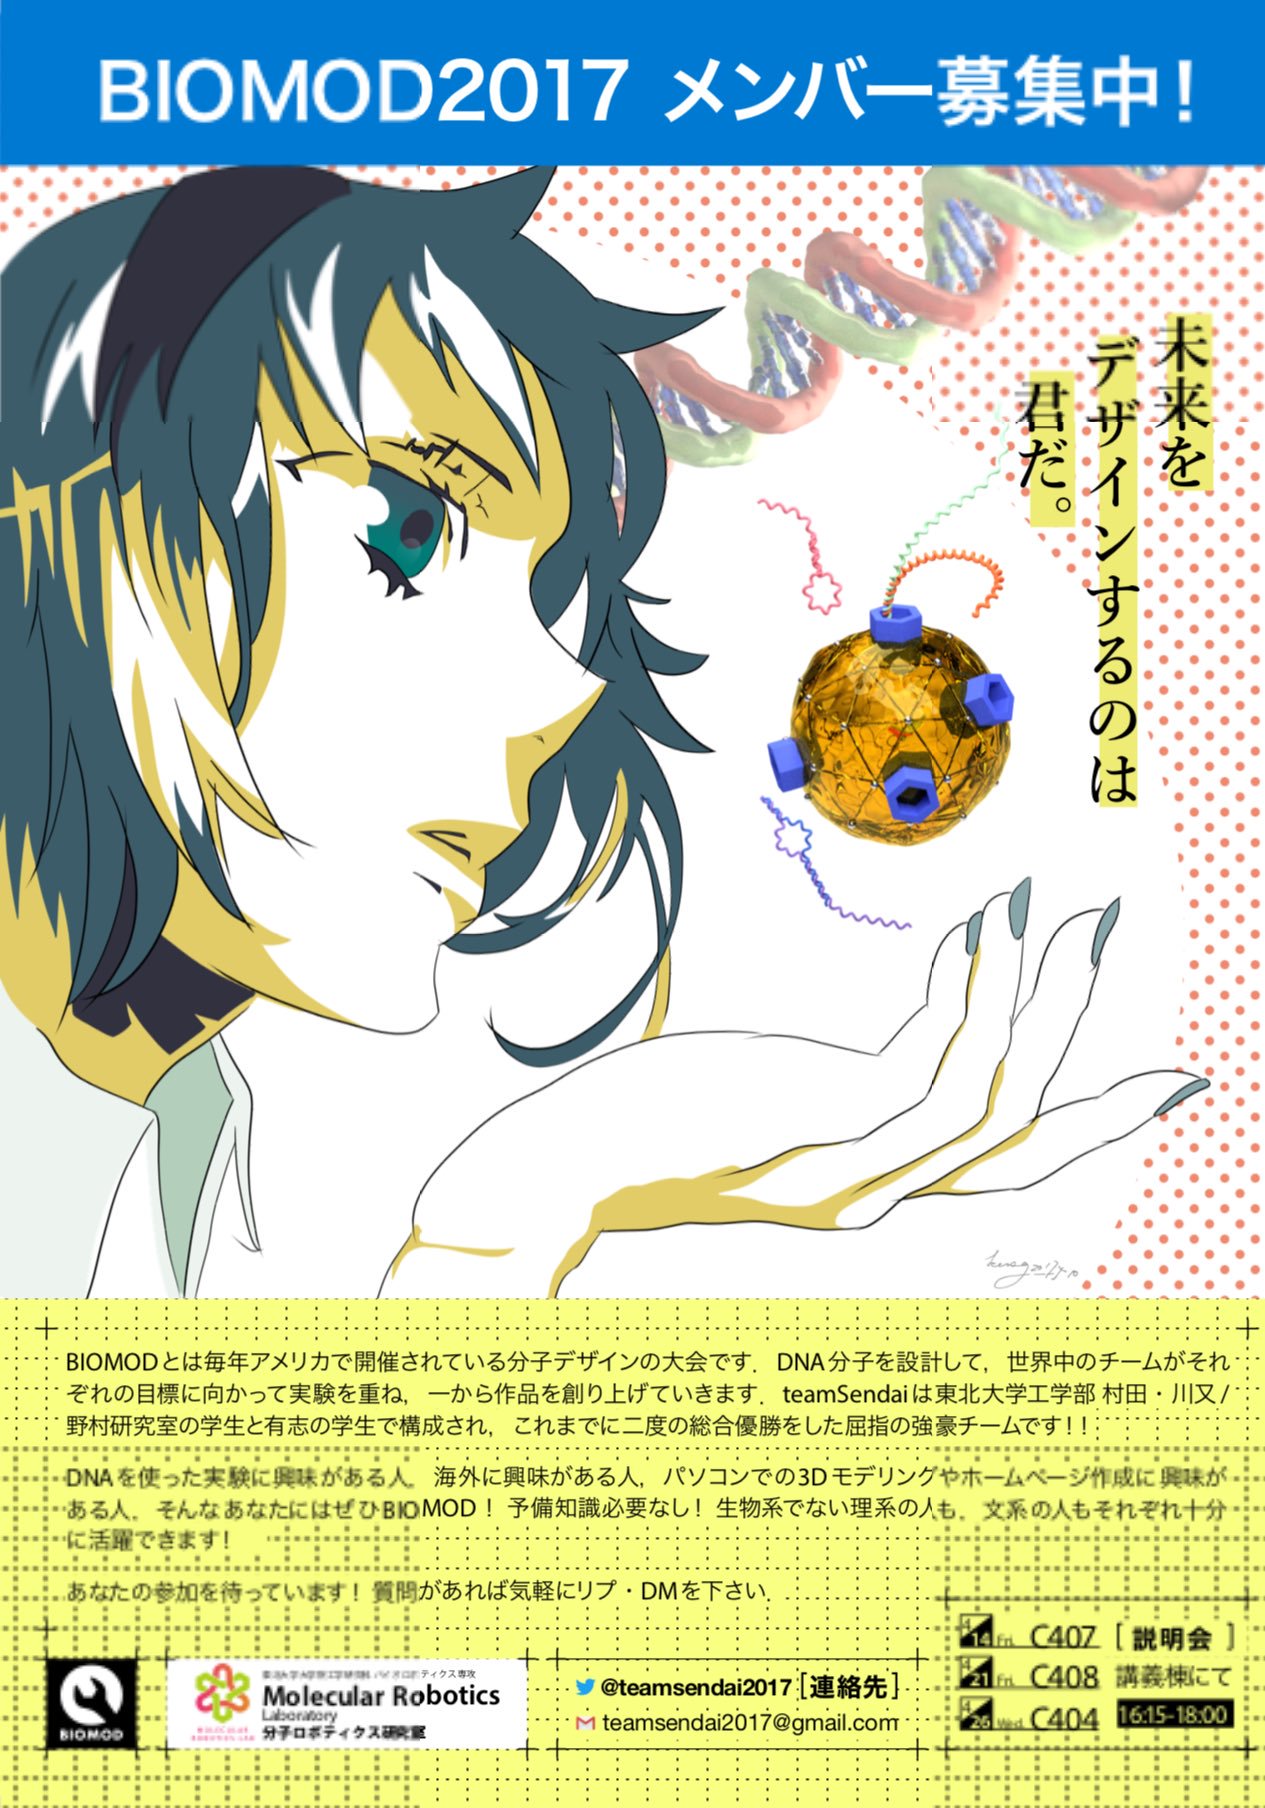 BIOMOD2017 メンバー募集中！
未来を
デザインするのは
君だ。
BIOMODとは毎年アメリカで開催されている分子デザインの大会です．DNA分子を設計して，世界中のチームがそれ
ぞれの目標に向かって実験を重ね，一から作品を創り上げていきます．teamSendaiは東北大学工学部 村田・川又/
野村研究室の学生と有志の学生で構成され，これまでに二度の総合優勝をした屈指の強豪チームです！！
DNAを使った実験に興味がある人，海外に興味がある人，パソコンでの3Dモデリングやホームページ作成に興味が
ある人．そんなあなたにはぜひBIOMOD！ 予備知識必要なし！ 生物系でない理系の人も，文系の人もそれぞれ十分
に活躍できます！
あなたの参加を待っています！ 質問があれば気軽にリプ・DMを下さい．
4/14 Fri. C407 [説明会]
4/21 Fri. C408 講義棟にて
4/26 Wed. C404 16:15-18:00
BIOMOD
Molecular Robotics
Laboratory
分子ロボティクス研究室
@teamsendai2017 [連絡先]
teamsendai2017@gmail.com